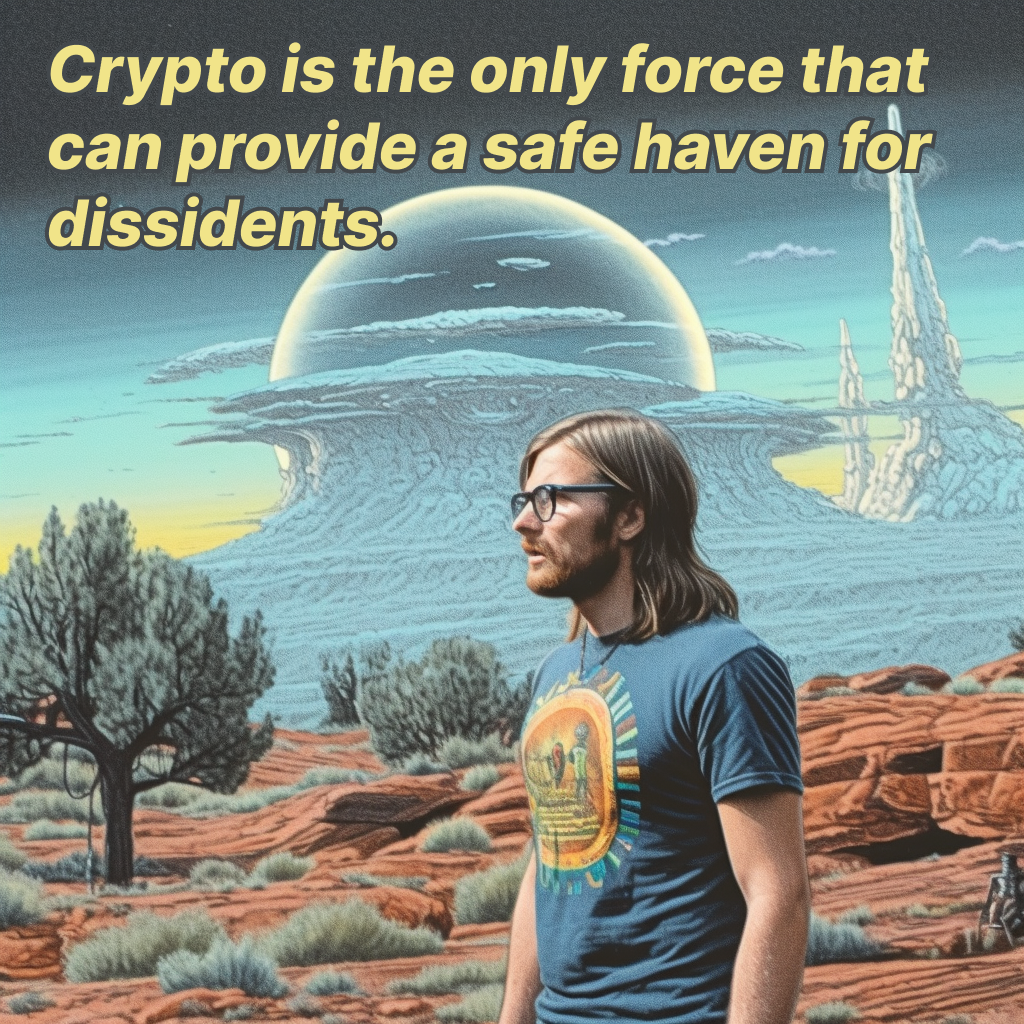 Crypto is the only force that
can provide a safe haven for
dissidents.